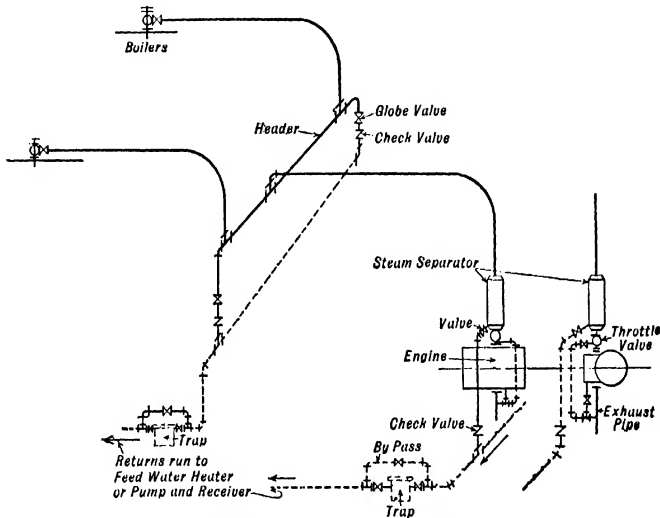 Boilers
Globe Valve
Header
Check Valve
Steam Separator
Valve
Throttle
Valve
Engine
Check Valve
Exhaust
Pipe
Trap
By Pass
Returns run to
Feed Water Heater
or Pump and Receiver
Trap